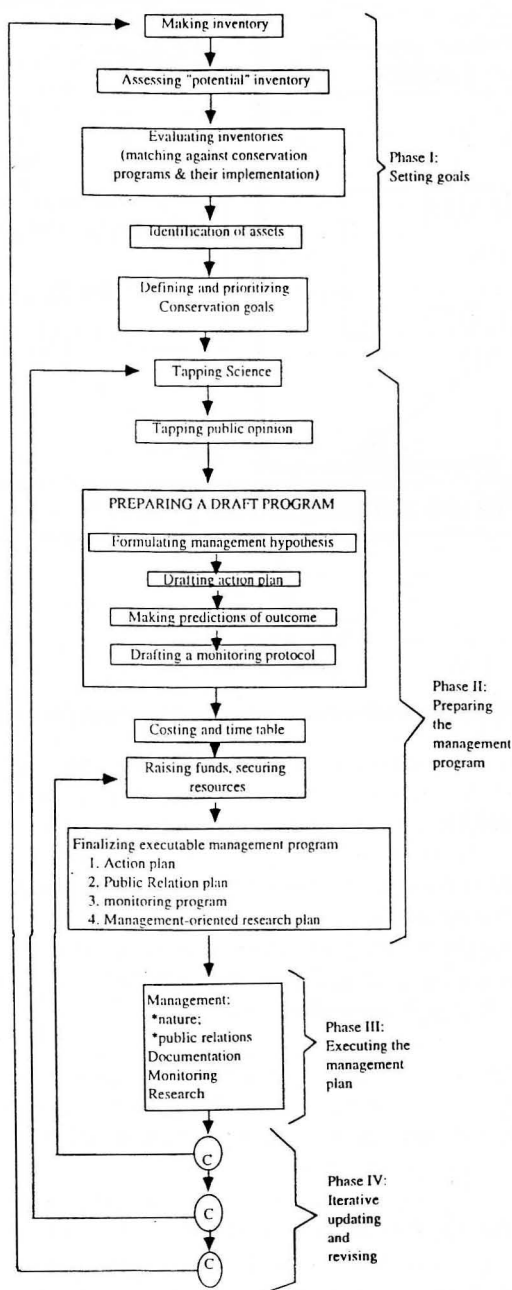 Making inventory
Assessing "potential" inventory
Evaluating inventories
(matching against conservation
programs & their implementation)
Identification of assets
Defining and prioritizing
Conservation goals
Phase I:
Setting goals
Tapping Science
Tapping public opinion
PREPARING A DRAFT PROGRAM
Formulating management hypothesis
Drafting action plan
Making predictions of outcome
Drafting a monitoring protocol
Costing and time table
Raising funds, securing
resources
Finalizing executable management program
1. Action plan
2. Public Relation plan
3. monitoring program
4. Management-oriented research plan
Phase II:
Preparing
the
management
program
Management:
*nature;
*public relations
Documentation
Monitoring
Research
Phase III:
Executing the
management
plan
C
C
C
Phase IV:
Iterative
updating
and
revising